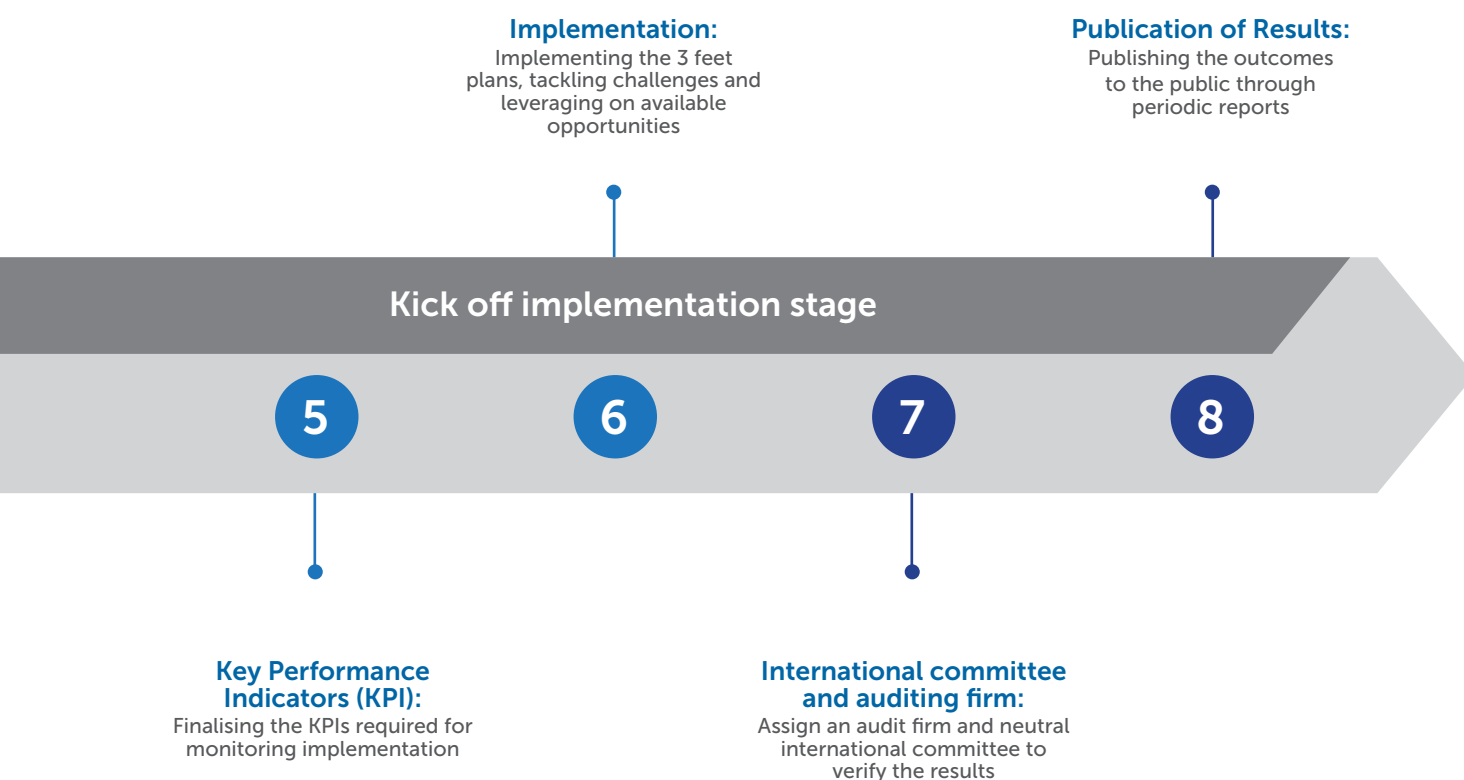 Implementation:
Implementing the 3 feet
plans, tackling challenges and
leveraging on available
opportunities
Publication of Results:
Publishing the outcomes
to the public through
periodic reports
Kick off implementation stage
5
6
7
8
Key Performance
Indicators (KPI):
Finalising the KPIs required for
monitoring implementation
International committee
and auditing firm:
Assign an audit firm and neutral
international committee to
verify the results